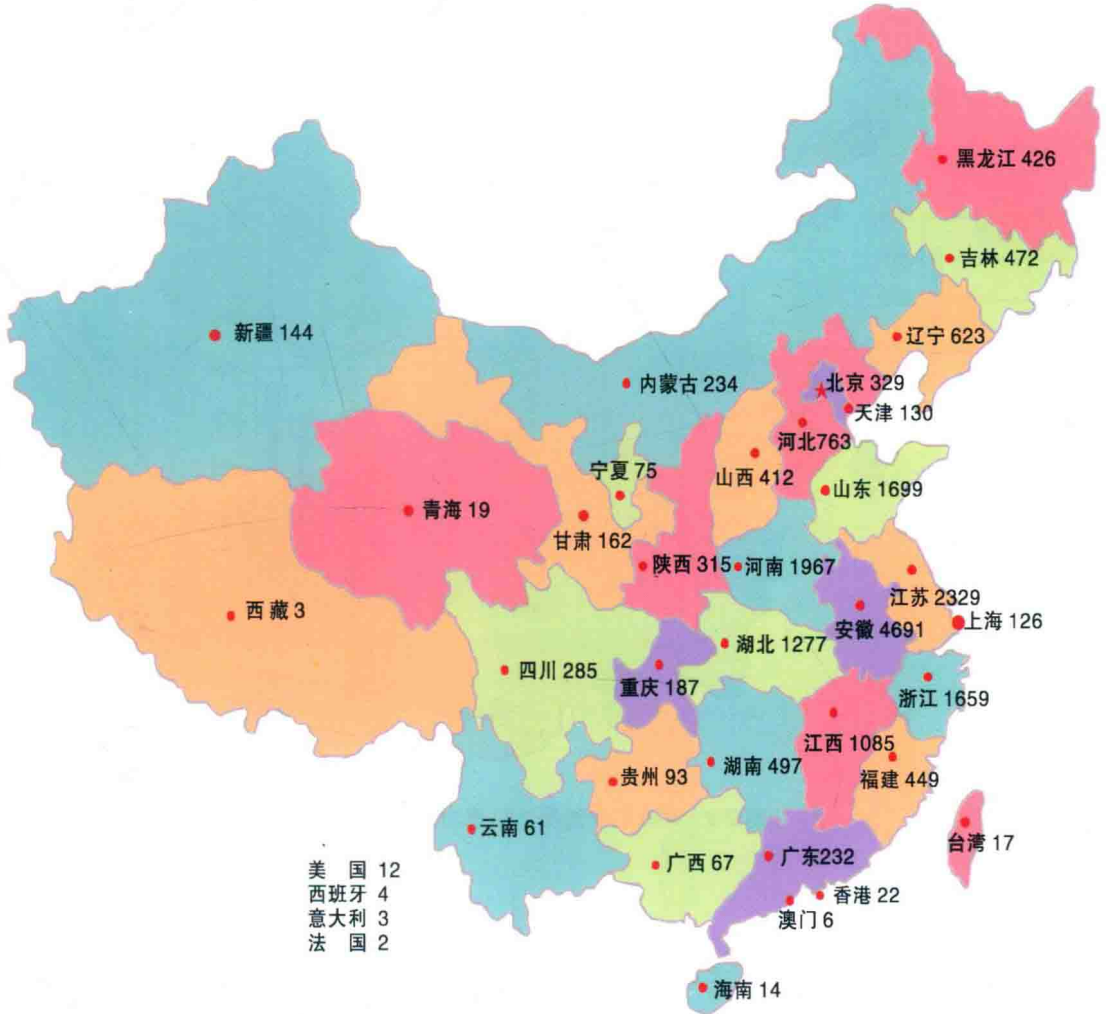 黑龙江 426
吉林 472
辽宁 623
新疆 144
内蒙古 234
北京 329
天津 130
河北763
山西 412
宁夏 75
山东 1699
青海 19
甘肃 162
陕西 315
河南 1967
江苏 2329
西藏 3
上海 126
安徽 4691
湖北 1277
四川 285
重庆 187
浙江 1659
江西 1085
湖南 497
贵州 93
福建 449
云南 61
台湾 17
广西 67
广东232
香港 22
澳门 6
美 国 12
西班牙 4
意大利 3
法 国 2
海南 14